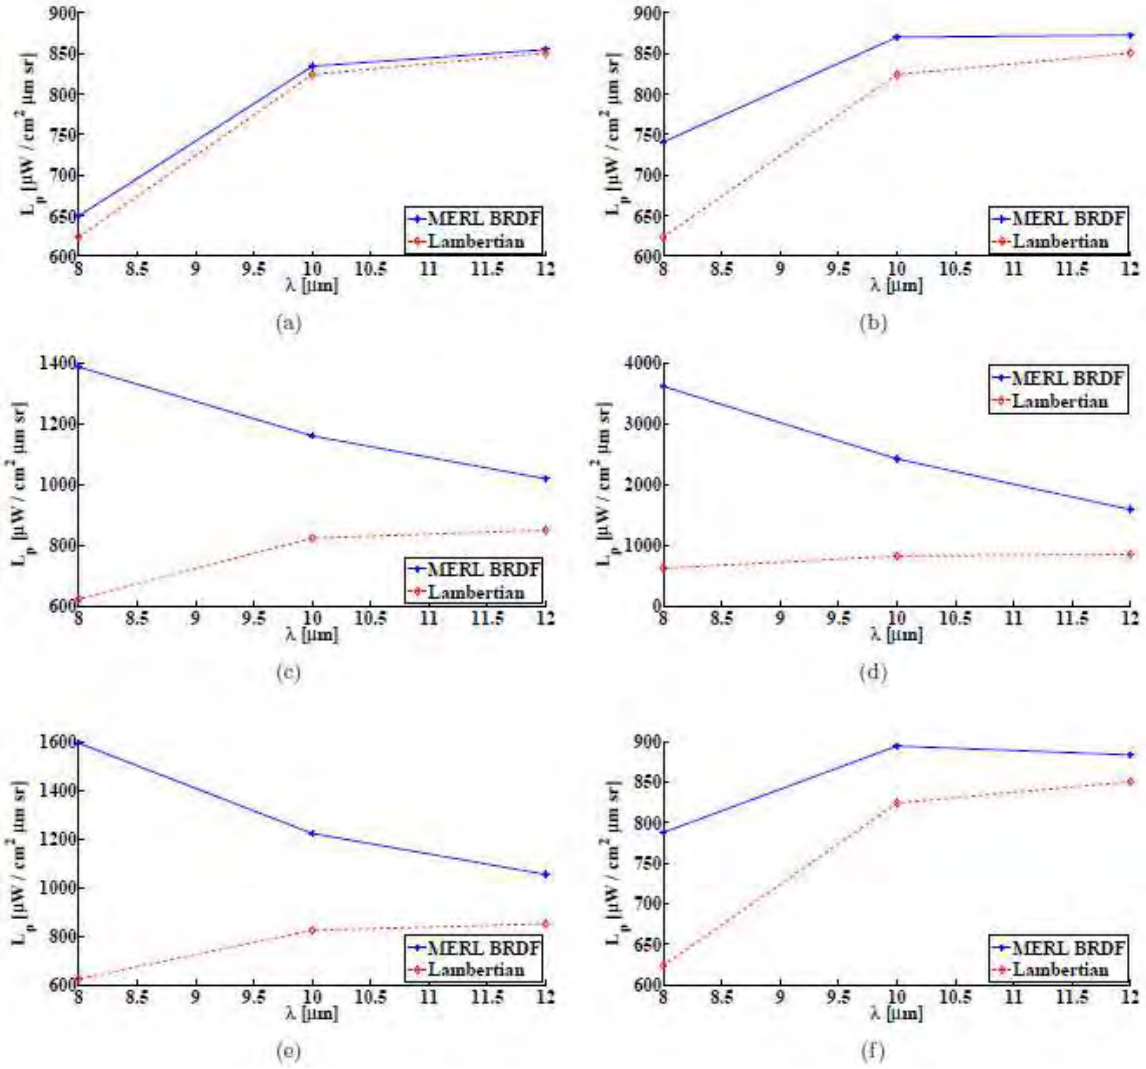 900
850
800
750
700
650
600
L_p [µW / cm² µm sr]
MERL BRDF
Lambertian
8 8.5 9 9.5 10 10.5 11 11.5 12
λ [µm]
(a)
900
850
800
750
700
650
600
L_p [µW / cm² µm sr]
MERL BRDF
Lambertian
8 8.5 9 9.5 10 10.5 11 11.5 12
λ [µm]
(b)
1400
1200
1000
800
600
L_p [µW / cm² µm sr]
MERL BRDF
Lambertian
8 8.5 9 9.5 10 10.5 11 11.5 12
λ [µm]
(c)
4000
3000
2000
1000
0
L_p [µW / cm² µm sr]
MERL BRDF
Lambertian
8 8.5 9 9.5 10 10.5 11 11.5 12
λ [µm]
(d)
1600
1400
1200
1000
800
600
L_p [µW / cm² µm sr]
MERL BRDF
Lambertian
8 8.5 9 9.5 10 10.5 11 11.5 12
λ [µm]
(e)
900
850
800
750
700
650
600
L_p [µW / cm² µm sr]
MERL BRDF
Lambertian
8 8.5 9 9.5 10 10.5 11 11.5 12
λ [µm]
(f)